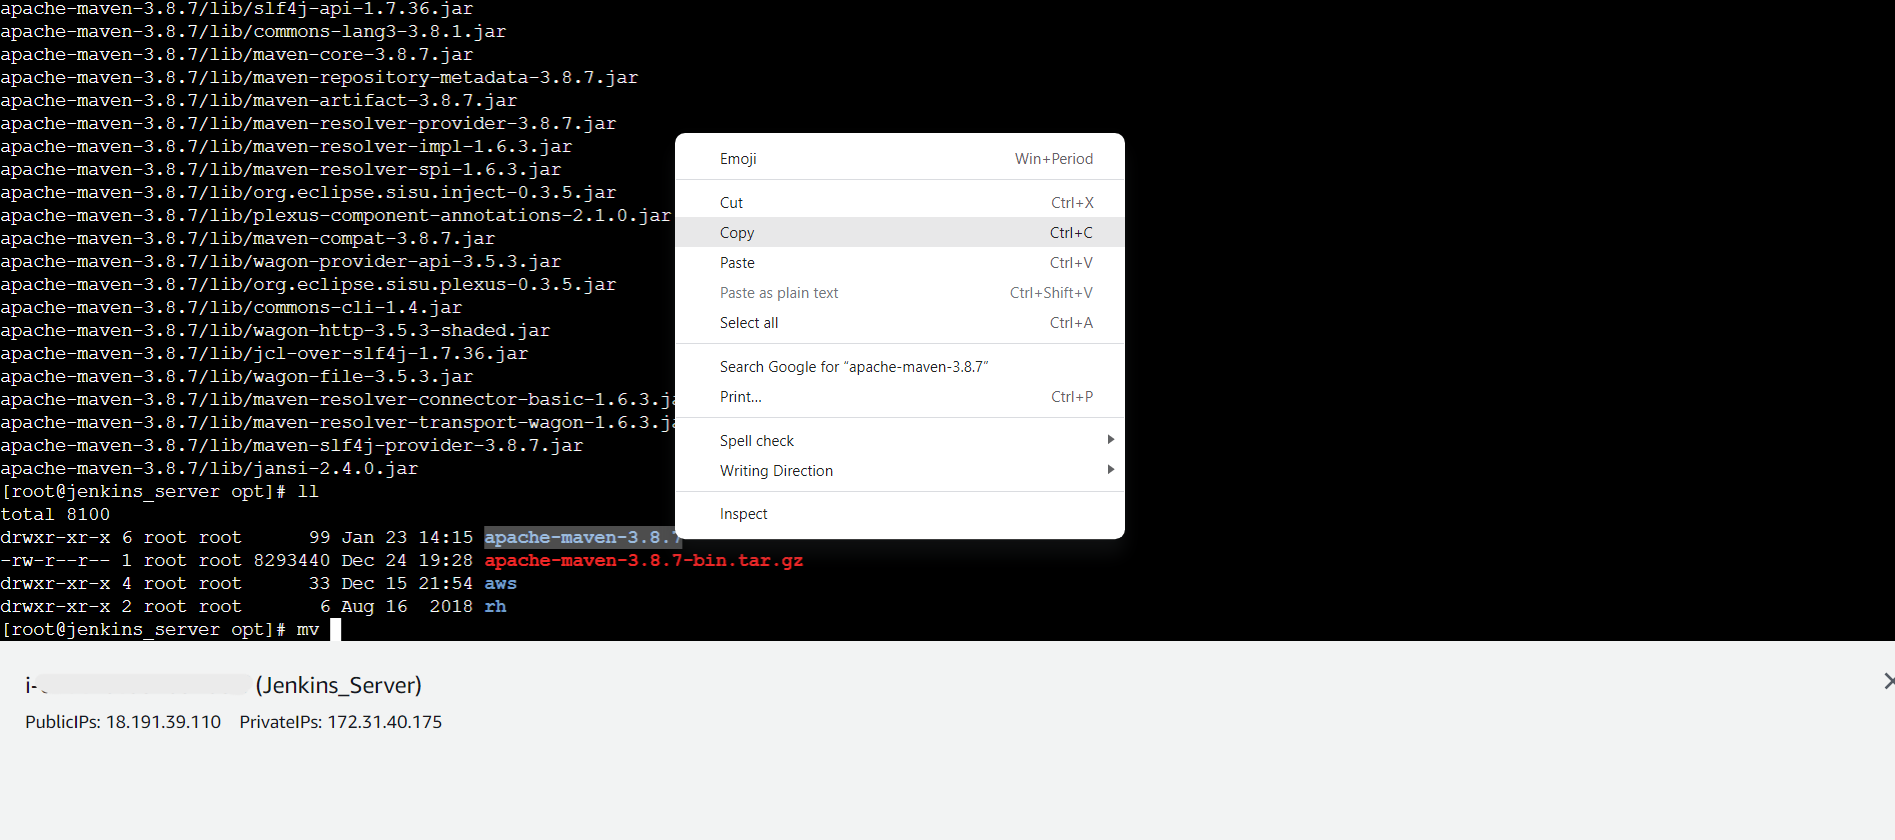 apache-maven-3.8.7/lib/slf4j-api-1.7.36.jar
apache-maven-3.8.7/lib/commons-lang3-3.8.1.jar
apache-maven-3.8.7/lib/maven-core-3.8.7.jar
apache-maven-3.8.7/lib/maven-repository-metadata-3.8.7.jar
apache-maven-3.8.7/lib/maven-artifact-3.8.7.jar
apache-maven-3.8.7/lib/maven-resolver-provider-3.8.7.jar
apache-maven-3.8.7/lib/maven-resolver-impl-1.6.3.jar
apache-maven-3.8.7/lib/maven-resolver-spi-1.6.3.jar
apache-maven-3.8.7/lib/org.eclipse.sisu.inject-0.3.5.jar
apache-maven-3.8.7/lib/plexus-component-annotations-2.1.0.jar
apache-maven-3.8.7/lib/maven-compat-3.8.7.jar
apache-maven-3.8.7/lib/wagon-provider-api-3.5.3.jar
apache-maven-3.8.7/lib/org.eclipse.sisu.plexus-0.3.5.jar
apache-maven-3.8.7/lib/commons-cli-1.4.jar
apache-maven-3.8.7/lib/wagon-http-3.5.3-shaded.jar
apache-maven-3.8.7/lib/jcl-over-slf4j-1.7.36.jar
apache-maven-3.8.7/lib/wagon-file-3.5.3.jar
apache-maven-3.8.7/lib/maven-resolver-connector-basic-1.6.3.ja
apache-maven-3.8.7/lib/maven-resolver-transport-wagon-1.6.3.ja
apache-maven-3.8.7/lib/maven-slf4j-provider-3.8.7.jar
apache-maven-3.8.7/lib/jansi-2.4.0.jar
[root@jenkins_server opt]# ll
total 8100
drwxr-xr-x 6 root root      99 Jan 23 14:15 apache-maven-3.8.7
-rw-r--r-- 1 root root 8293440 Dec 24 19:28 apache-maven-3.8.7-bin.tar.gz
drwxr-xr-x 4 root root      33 Dec 15 21:54 aws
drwxr-xr-x 2 root root       6 Aug 16  2018 rh
[root@jenkins_server opt]# mv
Emoji Win+Period
Cut Ctrl+X
Copy Ctrl+C
Paste Ctrl+V
Paste as plain text Ctrl+Shift+V
Select all Ctrl+A
Search Google for “apache-maven-3.8.7”
Print... Ctrl+P
Spell check
Writing Direction
Inspect
i- (Jenkins_Server)
PublicIPs: 18.191.39.110 PrivateIPs: 172.31.40.175